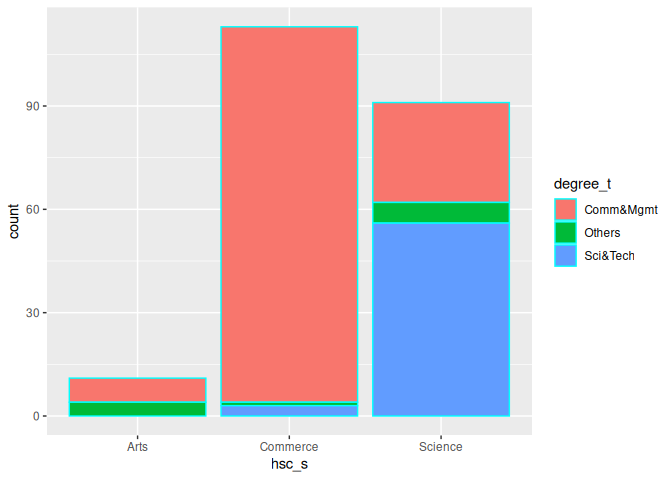 count
90
60
30
0
Arts Commerce Science
hsc_s
degree_t
Comm&Mgmt
Others
Sci&Tech